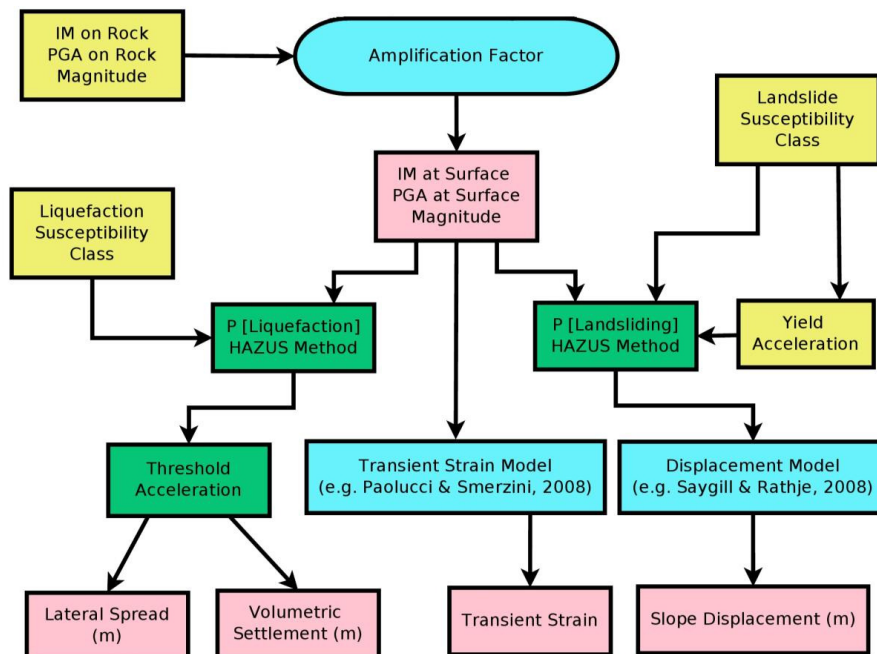 IM on Rock
PGA on Rock
Magnitude
Amplification Factor
Landslide
Susceptibility
Class
IM at Surface
PGA at Surface
Magnitude
Liquefaction
Susceptibility
Class
P [Liquefaction]
HAZUS Method
P [Landsliding]
HAZUS Method
Yield
Acceleration
Threshold
Acceleration
Transient Strain Model
(e.g. Paolucci & Smerzini, 2008)
Displacement Model
(e.g. Saygill & Rathje, 2008)
Lateral Spread
(m)
Volumetric
Settlement (m)
Transient Strain
Slope Displacement (m)